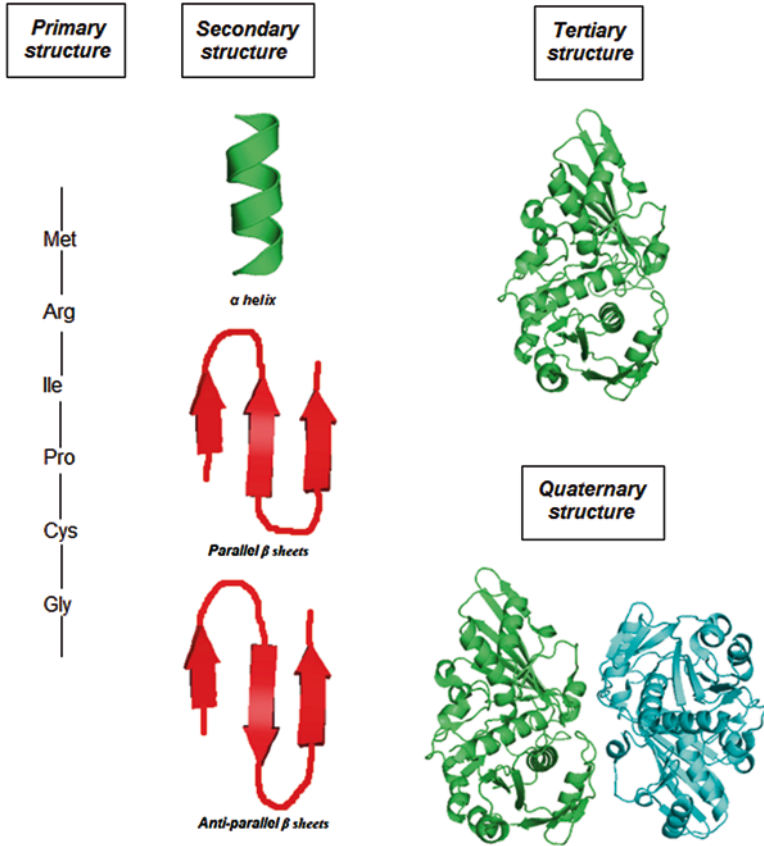 Primary
structure
Secondary
structure
Tertiary
structure
Met
Arg
Ile
Pro
Cys
Gly
α helix
Parallel β sheets
Anti-parallel β sheets
Quaternary
structure